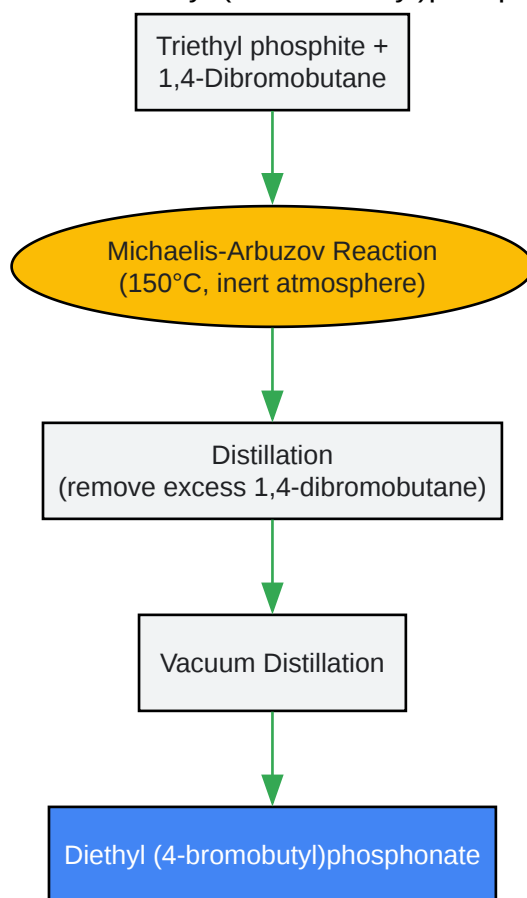 Triethyl phosphite +
1,4-Dibromobutane
Michaelis-Arbuzov Reaction
(150°C, inert atmosphere)
Distillation
(remove excess 1,4-dibromobutane)
Vacuum Distillation
Diethyl (4-bromobutyl)phosphonate